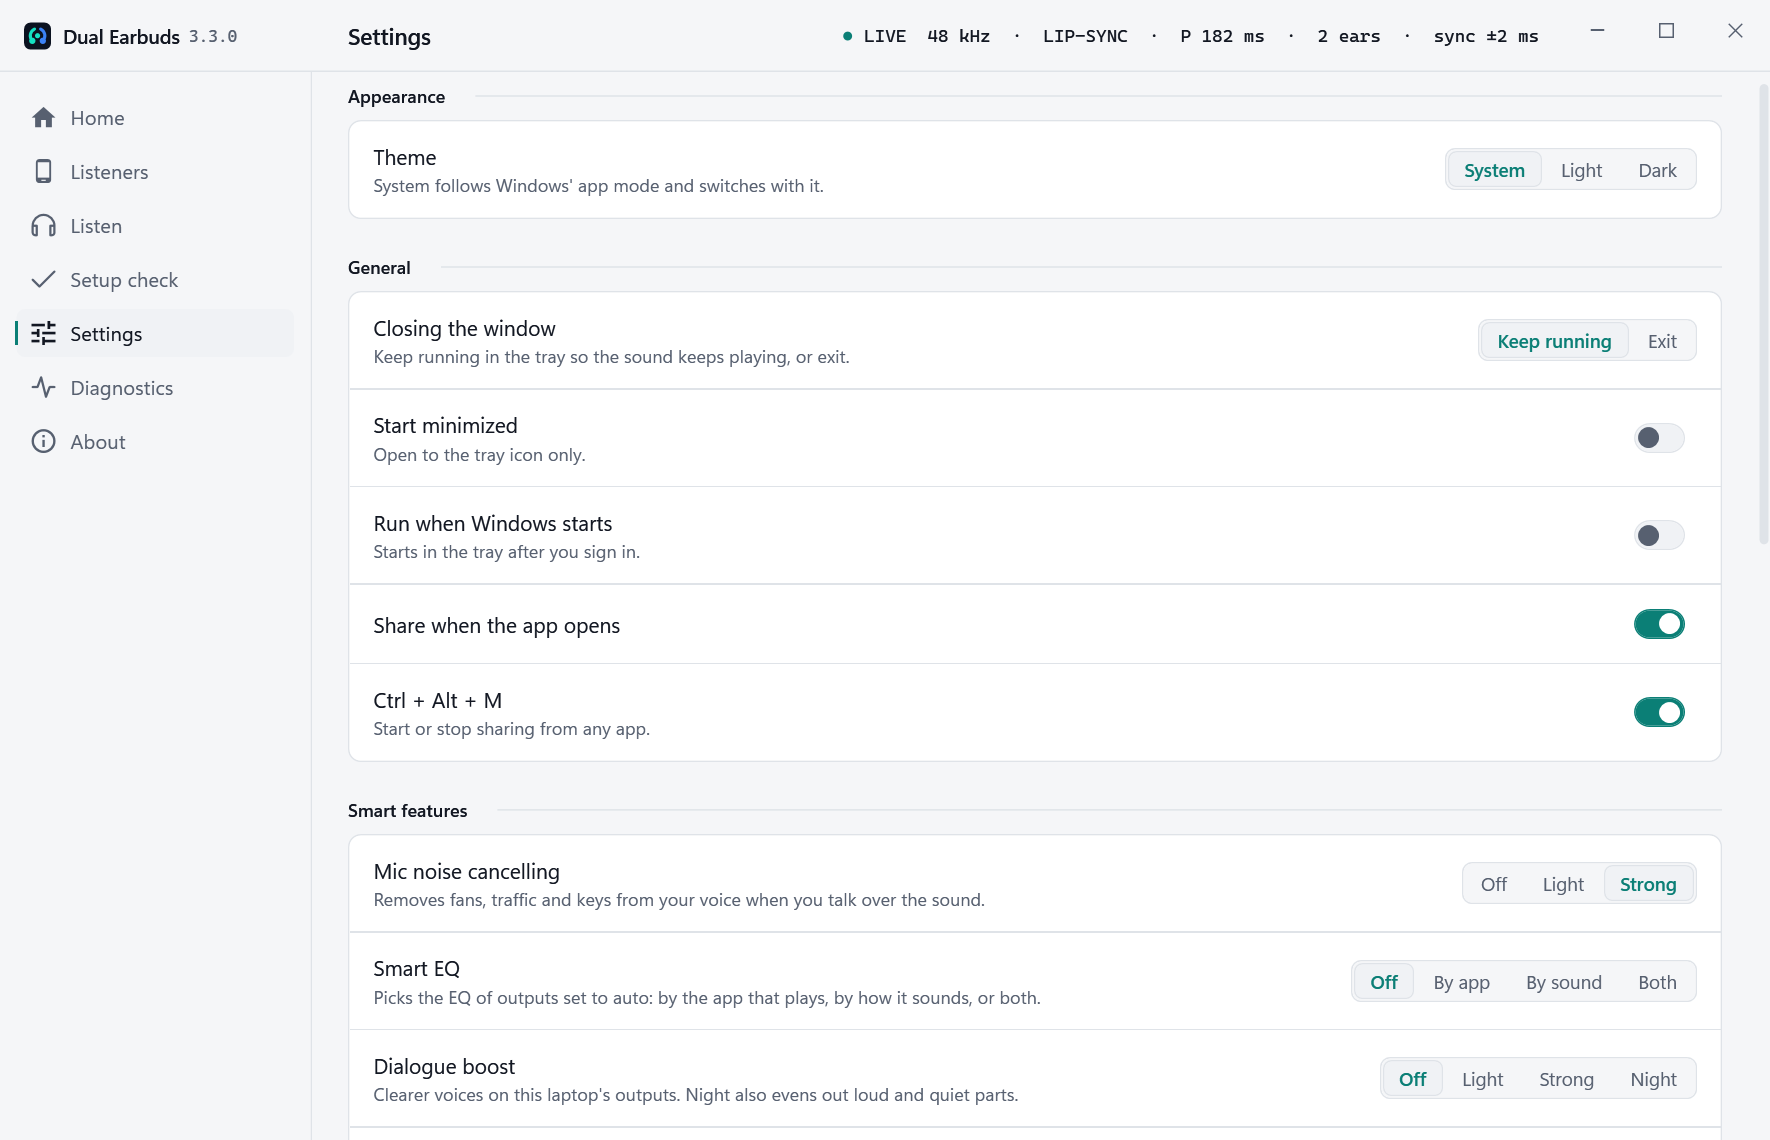 Dual Earbuds 3.3.0
Settings
LIVE 48 kHz · LIP-SYNC · P 182 ms · 2 ears · sync ±2 ms
Home
Listeners
Listen
Setup check
Settings
Diagnostics
About
Appearance
Theme
System follows Windows' app mode and switches with it.
System Light Dark
General
Closing the window
Keep running in the tray so the sound keeps playing, or exit.
Keep running Exit
Start minimized
Open to the tray icon only.
Run when Windows starts
Starts in the tray after you sign in.
Share when the app opens
Ctrl + Alt + M
Start or stop sharing from any app.
Smart features
Mic noise cancelling
Removes fans, traffic and keys from your voice when you talk over the sound.
Off Light Strong
Smart EQ
Picks the EQ of outputs set to auto: by the app that plays, by how it sounds, or both.
Off By app By sound Both
Dialogue boost
Clearer voices on this laptop's outputs. Night also evens out loud and quiet parts.
Off Light Strong Night